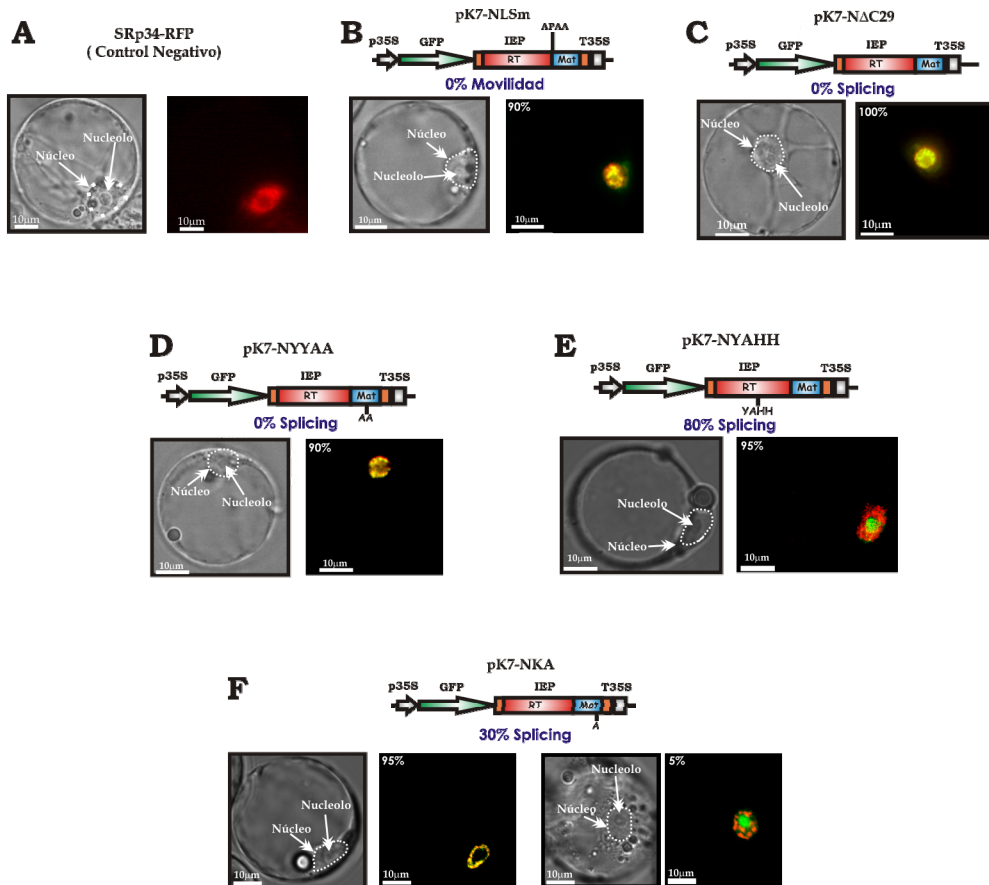 A
SRp34-RFP
( Control Negativo)
Núcleo
Nucleolo
10µm
10µm
B
pK7-NLSm
APAA
p35S GFP IEP T35S
RT Mat
0% Movilidad
Núcleo
Nucleolo
10µm
90%
10µm
C
pK7-NΔC29
p35S GFP IEP T35S
RT Mat
0% Splicing
Núcleo
Nucleolo
10µm
100%
10µm
D
pK7-NYYAA
p35S GFP IEP T35S
RT Mat
AA
0% Splicing
Núcleo
Nucleolo
10µm
90%
10µm
E
pK7-NYAHH
p35S GFP IEP T35S
RT Mat
YAHH
80% Splicing
Nucleolo
Núcleo
10µm
95%
10µm
F
pK7-NKA
p35S GFP IEP T35S
RT Mat
A
30% Splicing
Nucleolo
Núcleo
10µm
95%
10µm
Nucleolo
Núcleo
10µm
5%
10µm